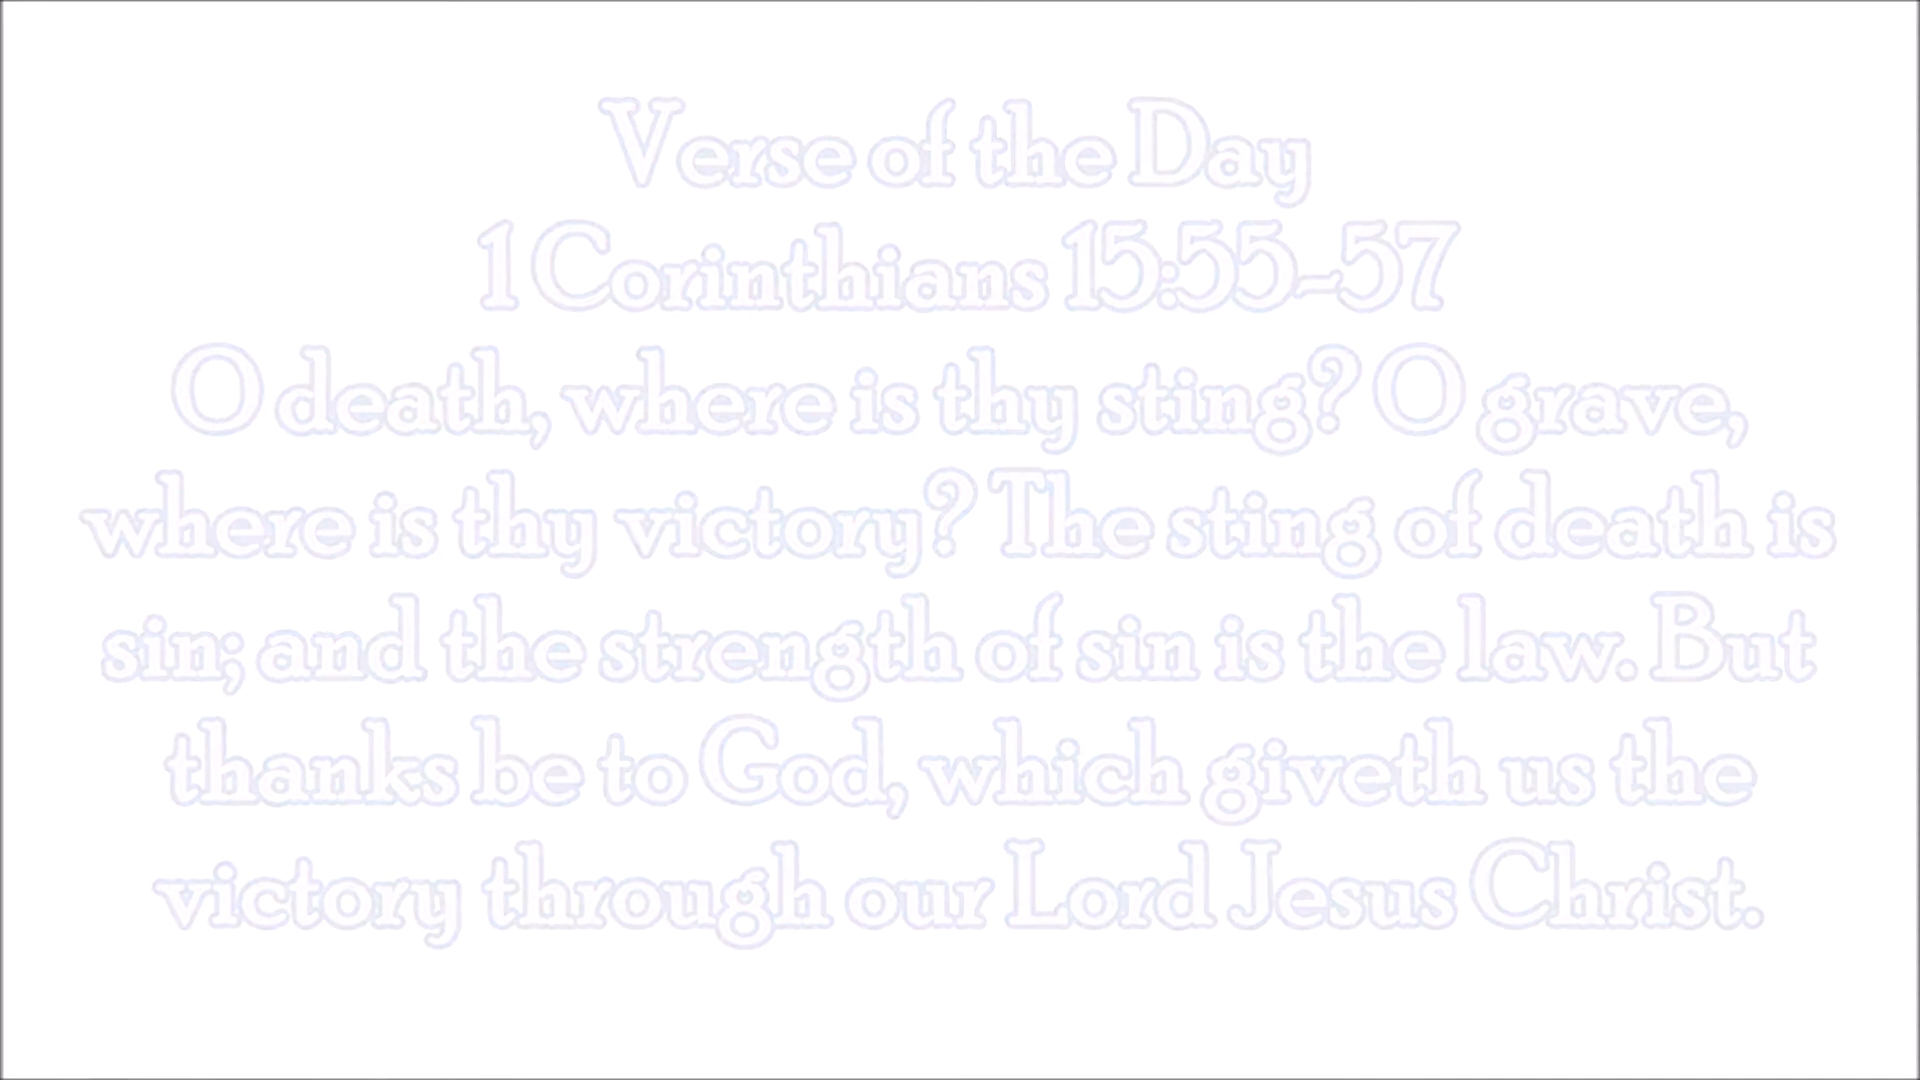 Verse of the Day
1 Corinthians 15:55-57
O death, where is thy sting? O grave,
where is thy victory? The sting of death is
sin; and the strength of sin is the law. But
thanks be to God, which giveth us the
victory through our Lord Jesus Christ.